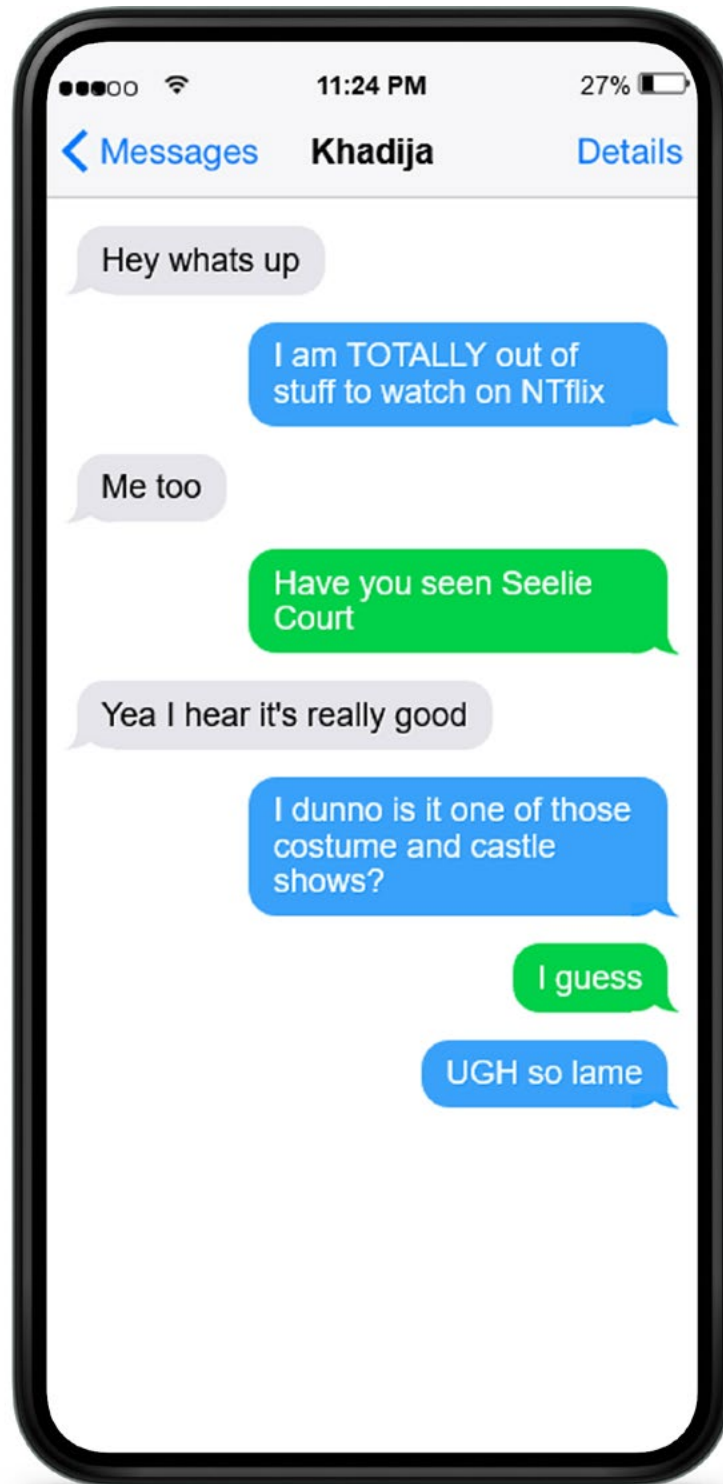 11:24 PM
27%
Messages
Khadija
Details
Hey whats up
I am TOTALLY out of
stuff to watch on NTflix
Me too
Have you seen Seelie
Court
Yea I hear it's really good
I dunno is it one of those
costume and castle
shows?
I guess
UGH so lame